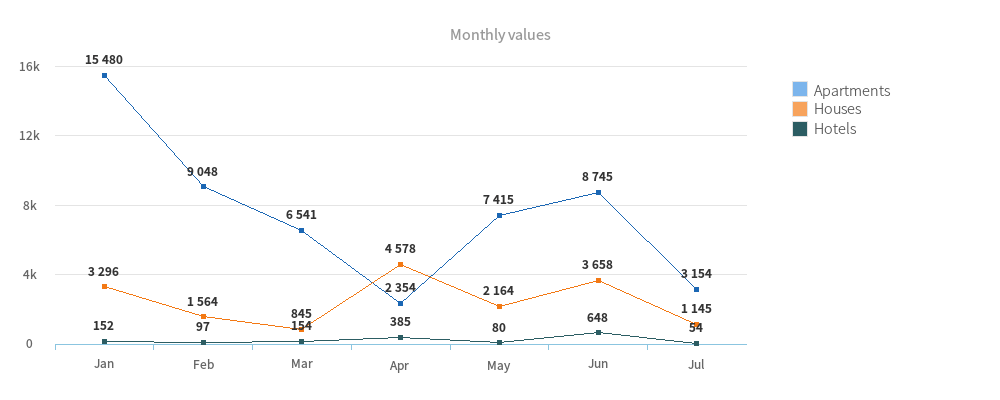 Monthly values
16k
12k
8k
4k
0
15 480
9 048
6 541
2 354
7 415
8 745
3 154
3 296
1 564
845
4 578
2 164
3 658
1 145
152
97
154
385
80
648
54
Jan Feb Mar Apr May Jun Jul
Apartments
Houses
Hotels